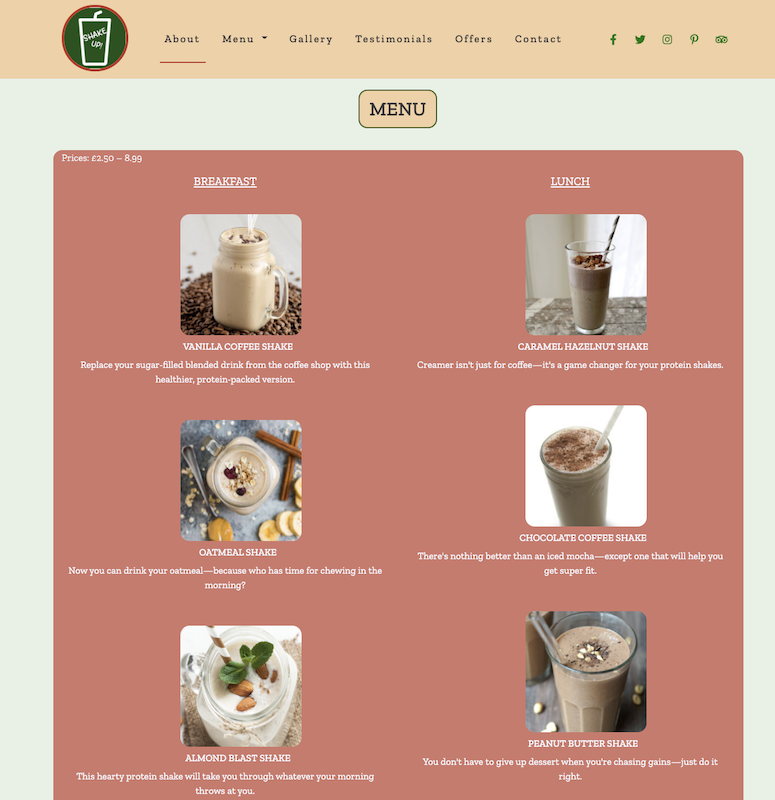 SHAKE
Up!
About
Menu
Gallery
Testimonials
Offers
Contact
MENU
Prices: £2.50 – 8.99
BREAKFAST
VANILLA COFFEE SHAKE
Replace your sugar-filled blended drink from the coffee shop with this
healthier, protein-packed version.
OATMEAL SHAKE
Now you can drink your oatmeal—because who has time for chewing in the
morning?
ALMOND BLAST SHAKE
This hearty protein shake will take you through whatever your morning
throws at you.
LUNCH
CARAMEL HAZELNUT SHAKE
Creamer isn't just for coffee—it's a game changer for your protein shakes.
CHOCOLATE COFFEE SHAKE
There's nothing better than an iced mocha—except one that will help you
get super fit.
PEANUT BUTTER SHAKE
You don't have to give up dessert when you're chasing gains—just do it
right.